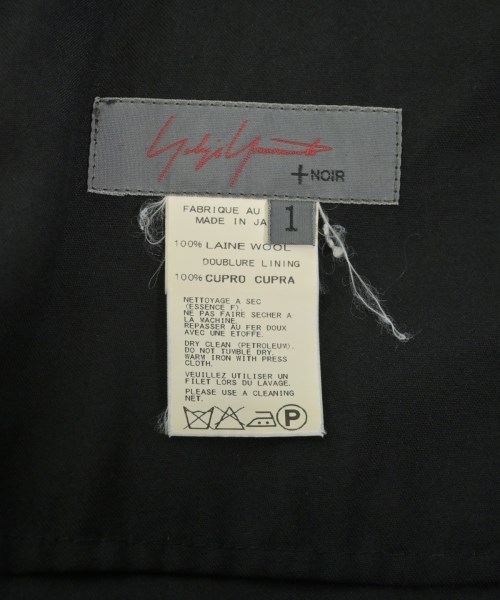 Yohji Yamamoto
+NOIR
1
FABRIQUE AU
MADE IN JA
100% LAINE WOOL
DOUBLURE LINING
100% CUPRO CUPRA
NETTOYAGE A SEC
(ESSENCE F).
NE PAS FAIRE SECHER A
LA MACHINE.
REPASSER AU FER DOUX
AVEC UNE ETOFFE.
DRY CLEAN (PETROLEUM).
DO NOT TUMBLE DRY.
WARM IRON WITH PRESS
CLOTH.
VEUILLEZ UTILISER UN
FILET LORS DU LAVAGE.
PLEASE USE A CLEANING
NET.
P